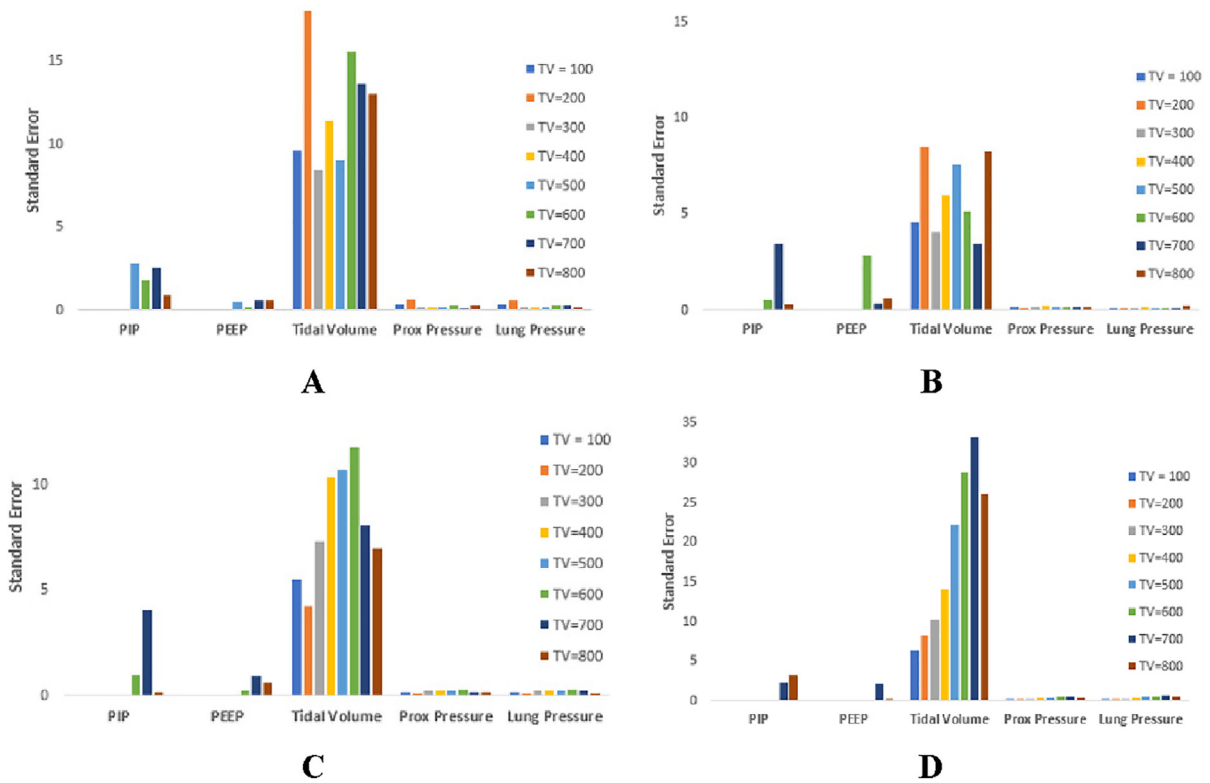 Standard Error
15
10
5
0
PIP PEEP Tidal Volume Prox Pressure Lung Pressure
TV = 100
TV=200
TV=300
TV=400
TV=500
TV=600
TV=700
TV=800
A
Standard Error
15
10
5
0
PIP PEEP Tidal Volume Prox Pressure Lung Pressure
TV = 100
TV=200
TV=300
TV=400
TV=500
TV=600
TV=700
TV=800
B
Standard Error
10
5
0
PIP PEEP Tidal Volume Prox Pressure Lung Pressure
TV = 100
TV=200
TV=300
TV=400
TV=500
TV=600
TV=700
TV=800
C
Standard Error
35
30
25
20
15
10
5
0
PIP PEEP Tidal Volume Prox Pressure Lung Pressure
TV = 100
TV=200
TV=300
TV=400
TV=500
TV=600
TV=700
TV=800
D